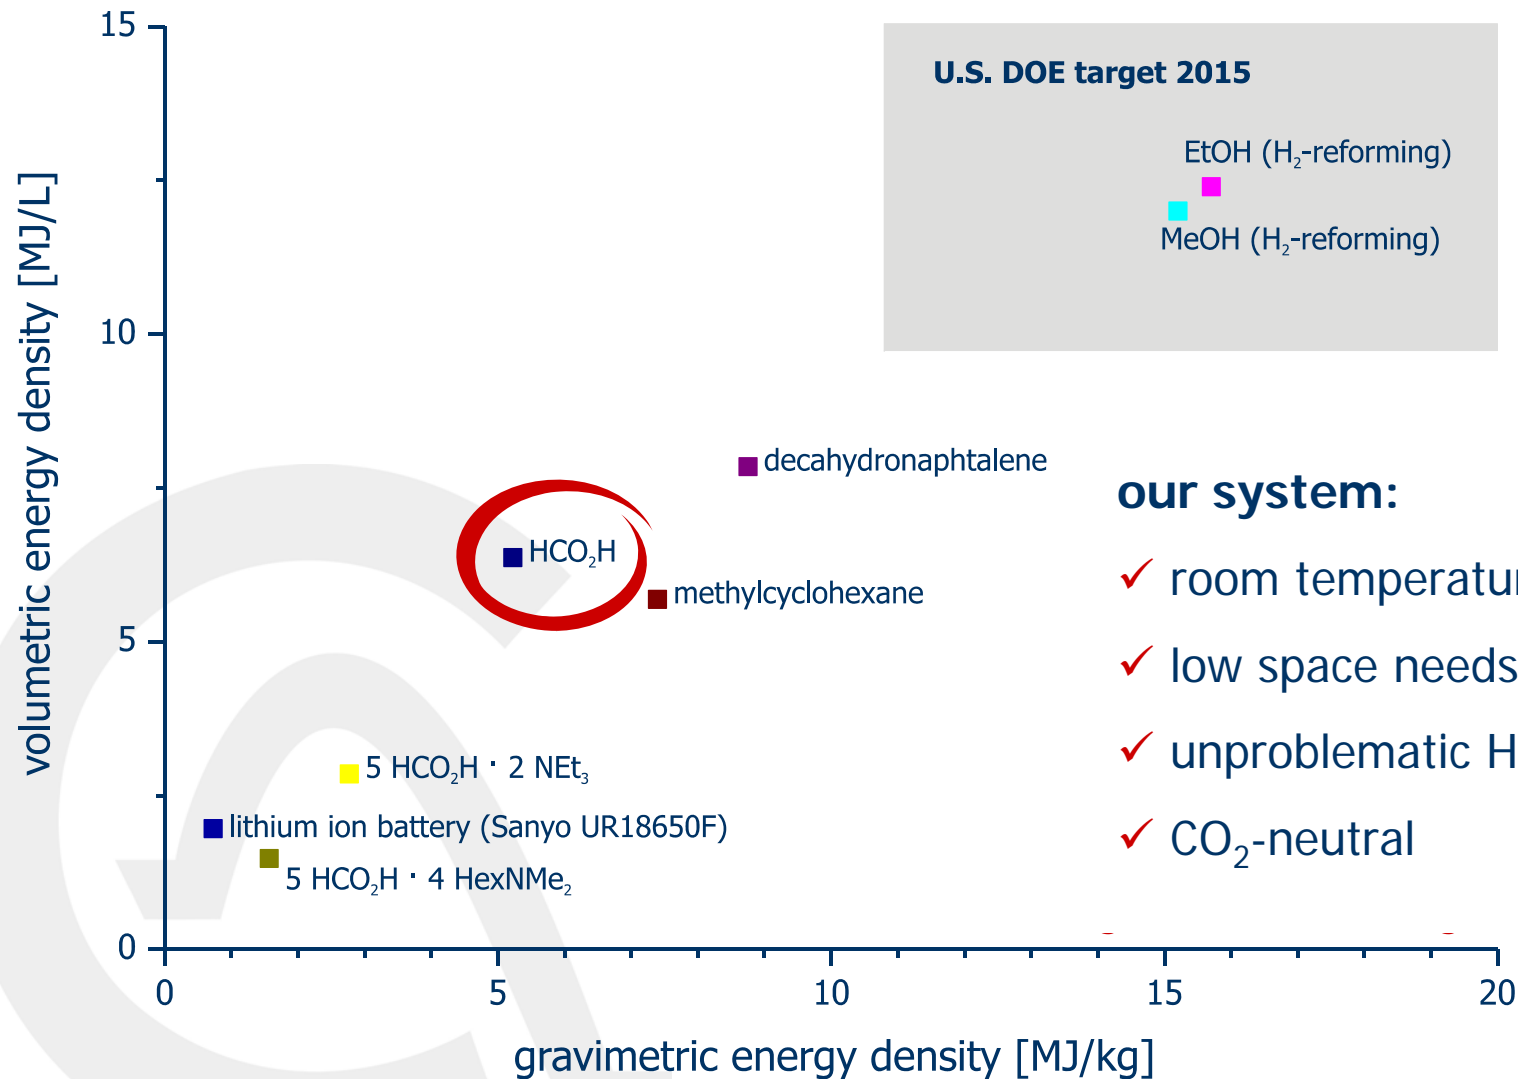 15
U.S. DOE target 2015
EtOH (H₂-reforming)
MeOH (H₂-reforming)
volumetric energy density [MJ/L]
10
decahydronaphtalene
our system:
HCO₂H
✓ room
methylcyclohexane
5
✓ low space needs
✓ unproblematic
5 HCO₂H · 2 NEt₃
lithium ion battery (Sanyo UR18650F)
✓ CO₂-neutral
5 HCO₂H · 4 HexNMe₂
0
0 5 10 15 20
gravimetric energy density [MJ/kg]